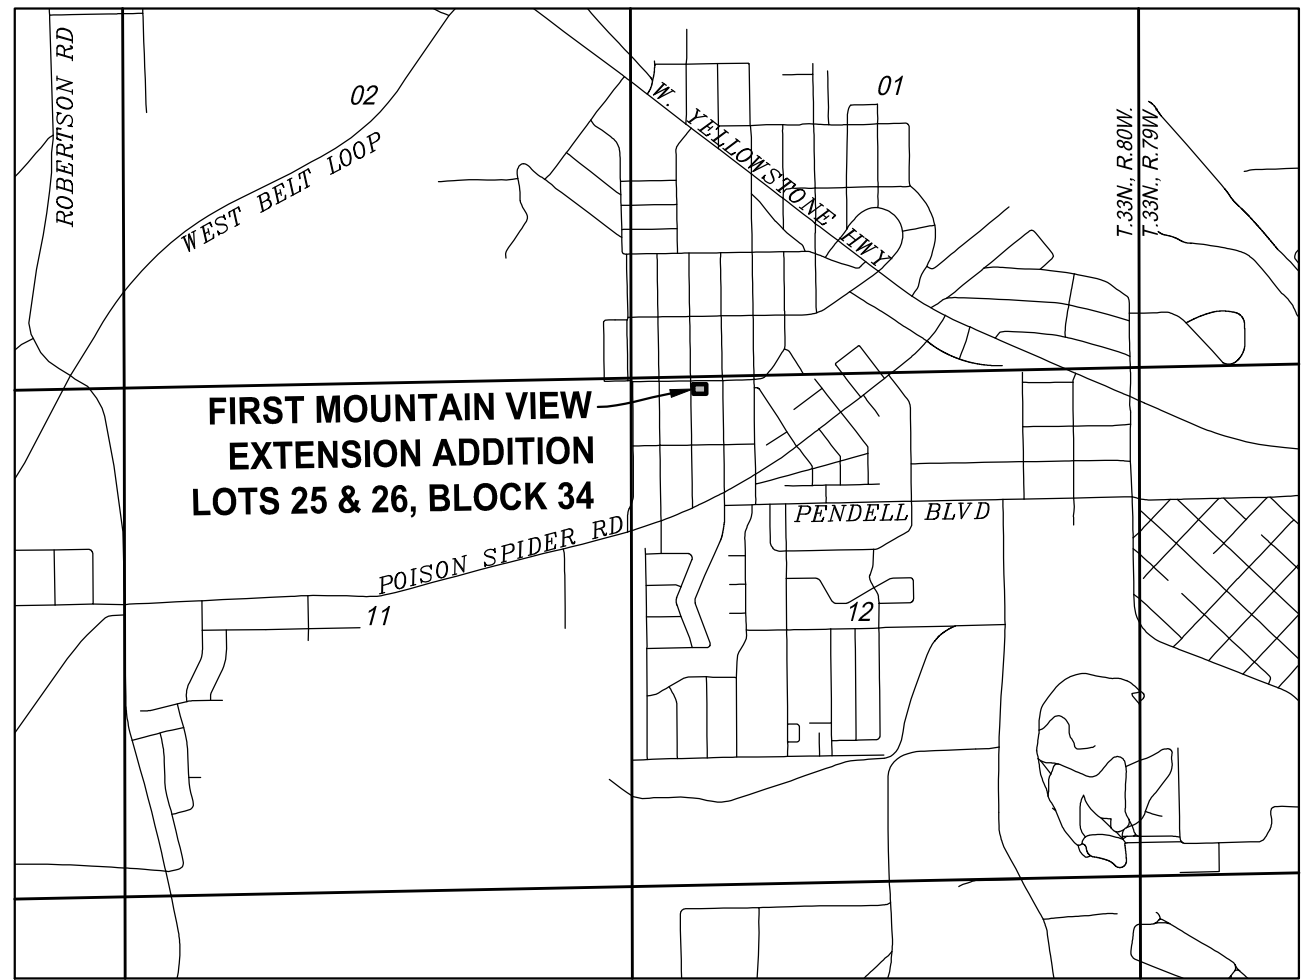 ROBERTSON RD
02
WEST BELT LOOP
W. YELLOWSTONE HWY
01
T.33N., R.80W.
T.33N., R.79W.
FIRST MOUNTAIN VIEW
EXTENSION ADDITION
LOTS 25 & 26, BLOCK 34
POISON SPIDER RD
PENDELL BLVD
11
12